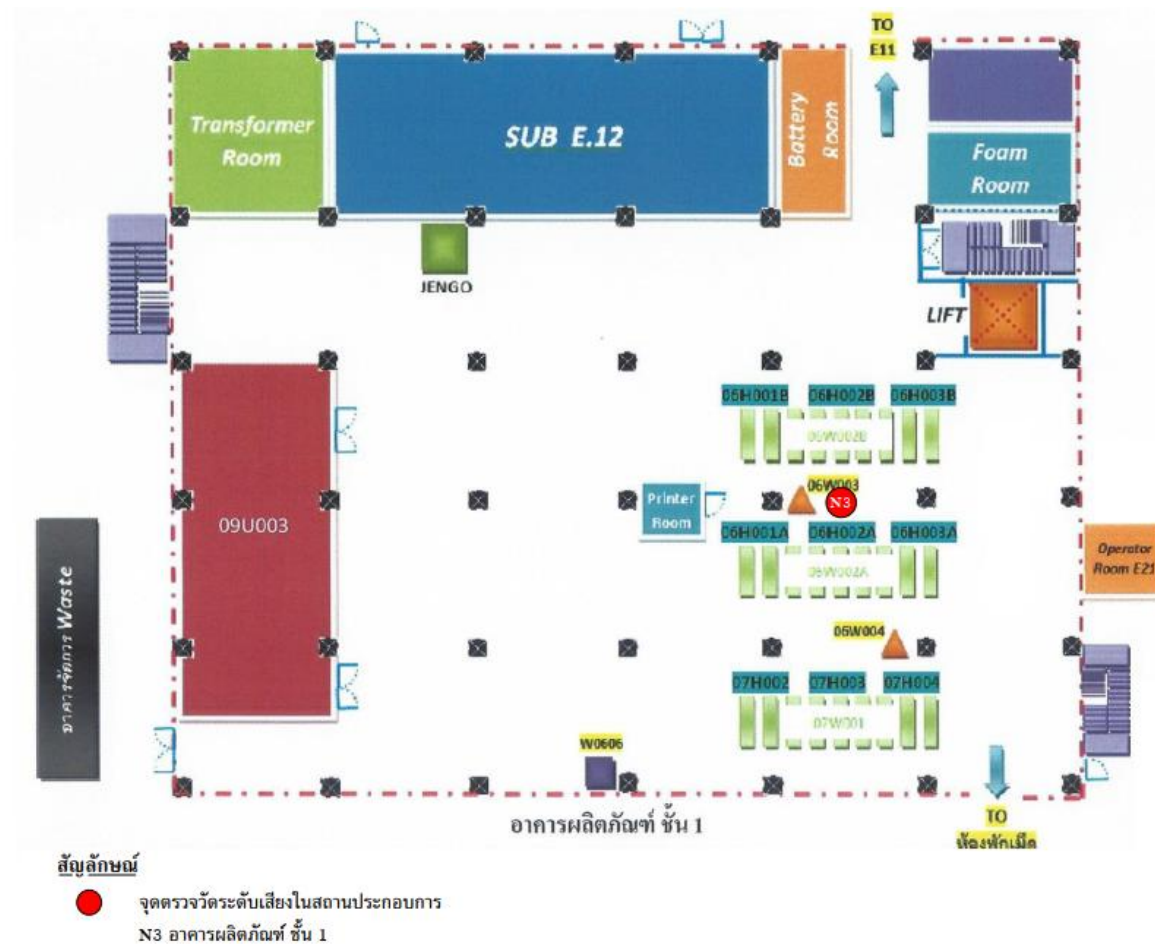 TO
E11
Transformer
Room
SUB E.12
Battery
Room
Foam
Room
JENGO
LIFT
06H001B 06H002B 06H003B
06W002B
06W003
N3
Printer
Room
06H001A 06H002A 06H003A
06W002A
09U003
Operator
Room E21
อาคารจัดการ Waste
06W004
07H002 07H003 07H004
07W001
W0606
TO
ห้องพักเม็ด
อาคารผลิตภัณฑ์ ชั้น 1
สัญลักษณ์
จุดตรวจวัดระดับเสียงในสถานประกอบการ
N3 อาคารผลิตภัณฑ์ ชั้น 1